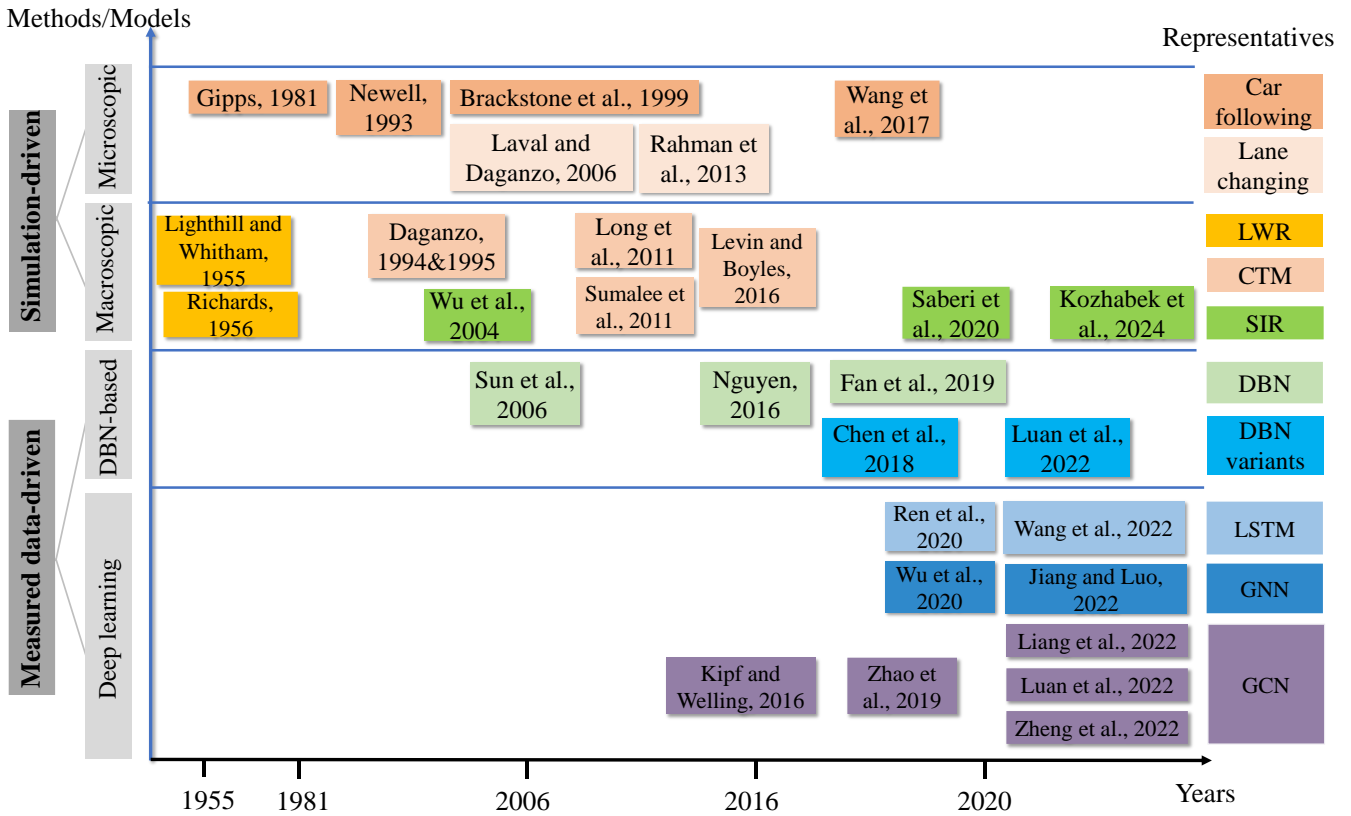 Methods/Models
Representatives
Simulation-driven
Microscopic
Gipps, 1981
Newell,
1993
Brackstone et al., 1999
Wang et
al., 2017
Car
following
Laval and
Daganzo, 2006
Rahman et
al., 2013
Lane
changing
Macroscopic
Lighthill and
Whitham,
1955
Richards,
1956
Daganzo,
1994&1995
Wu et al.,
2004
Long et
al., 2011
Sumalee et
al., 2011
Levin and
Boyles,
2016
Saberi et
al., 2020
Kozhabek et
al., 2024
LWR
CTM
SIR
Measured data-driven
DBN-based
Sun et al.,
2006
Nguyen,
2016
Fan et al., 2019
DBN
Chen et al.,
2018
Luan et al.,
2022
DBN
variants
Deep learning
Ren et al.,
2020
Wang et al., 2022
LSTM
Wu et al.,
2020
Jiang and Luo,
2022
GNN
Kipf and
Welling, 2016
Zhao et
al., 2019
Liang et al., 2022
Luan et al., 2022
Zheng et al., 2022
GCN
1955
1981
2006
2016
2020
Years